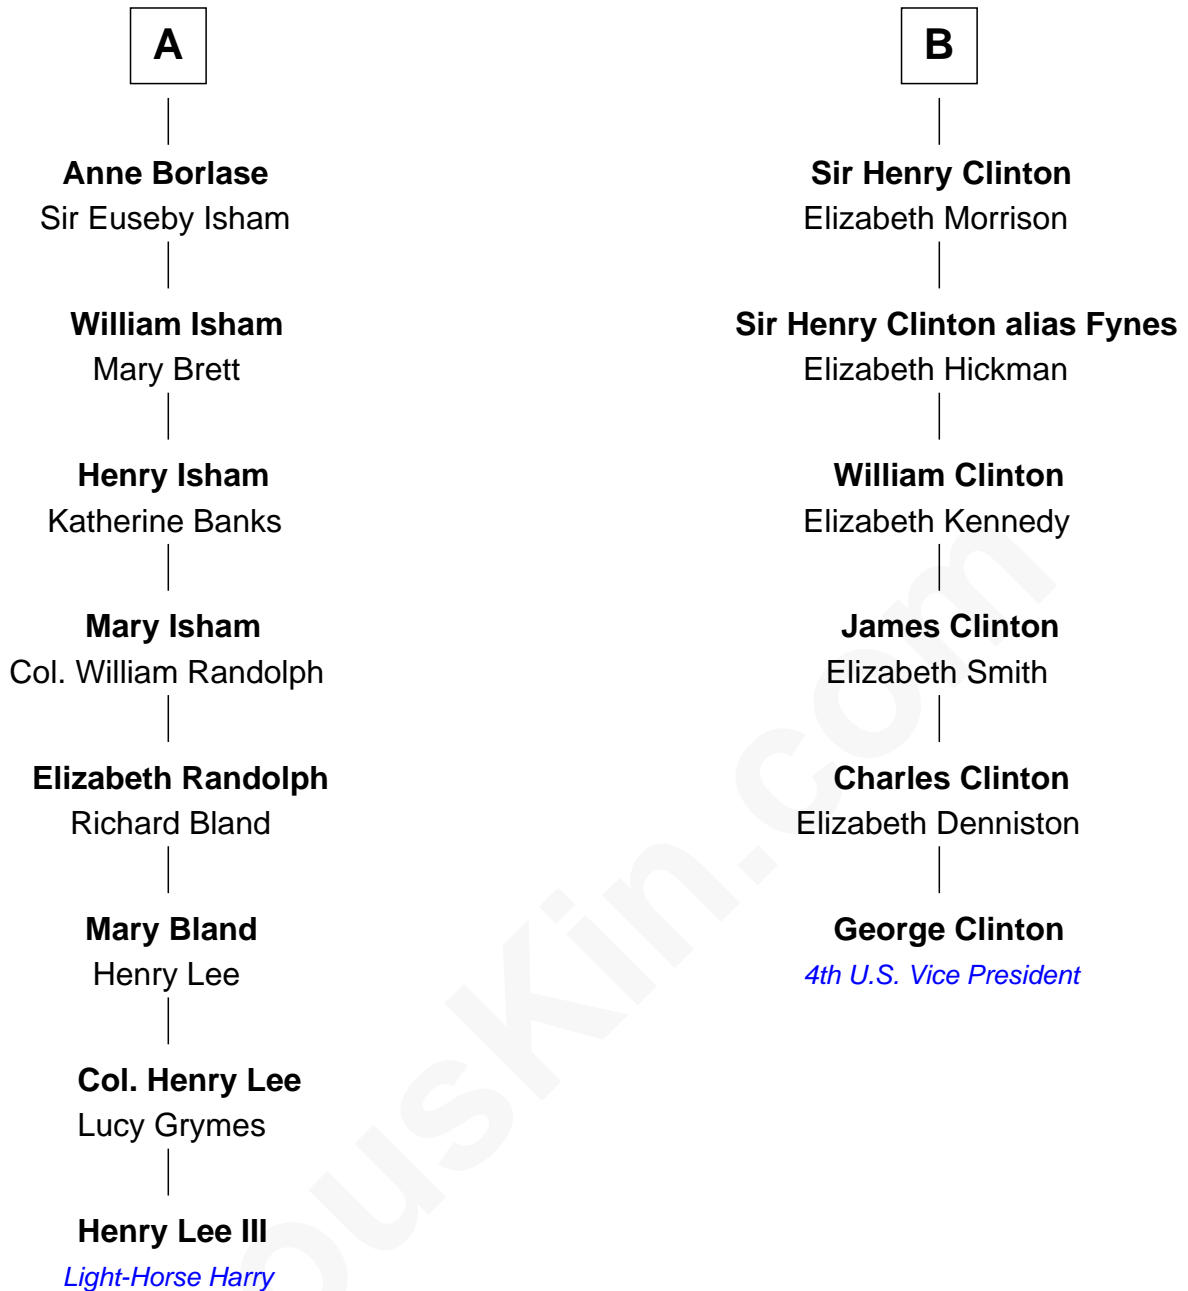 A
Anne Borlase
Sir Euseby Isham
William Isham
Mary Brett
Henry Isham
Katherine Banks
Mary Isham
Col. William Randolph
Elizabeth Randolph
Richard Bland
Mary Bland
Henry Lee
Col. Henry Lee
Lucy Grymes
Henry Lee III
Light-Horse Harry
B
Sir Henry Clinton
Elizabeth Morrison
Sir Henry Clinton alias Fynes
Elizabeth Hickman
William Clinton
Elizabeth Kennedy
James Clinton
Elizabeth Smith
Charles Clinton
Elizabeth Denniston
George Clinton
4th U.S. Vice President
ousKin.com